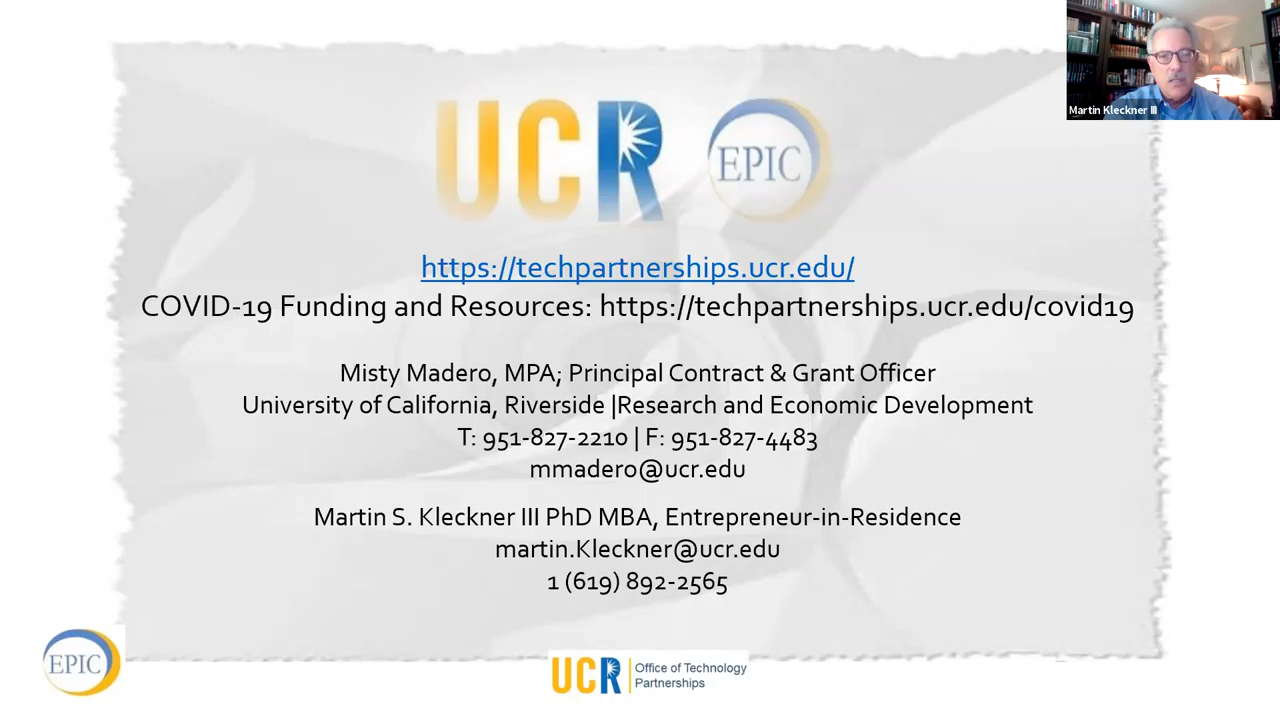 Martin Kleckner III
UCR EPIC
https://techpartnerships.ucr.edu/
COVID-19 Funding and Resources: https://techpartnerships.ucr.edu/covid19
Misty Madero, MPA; Principal Contract & Grant Officer
University of California, Riverside |Research and Economic Development
T: 951-827-2210 | F: 951-827-4483
mmadero@ucr.edu
Martin S. Kleckner III PhD MBA, Entrepreneur-in-Residence
martin.Kleckner@ucr.edu
1 (619) 892-2565
EPIC
UCR Office of Technology
Partnerships